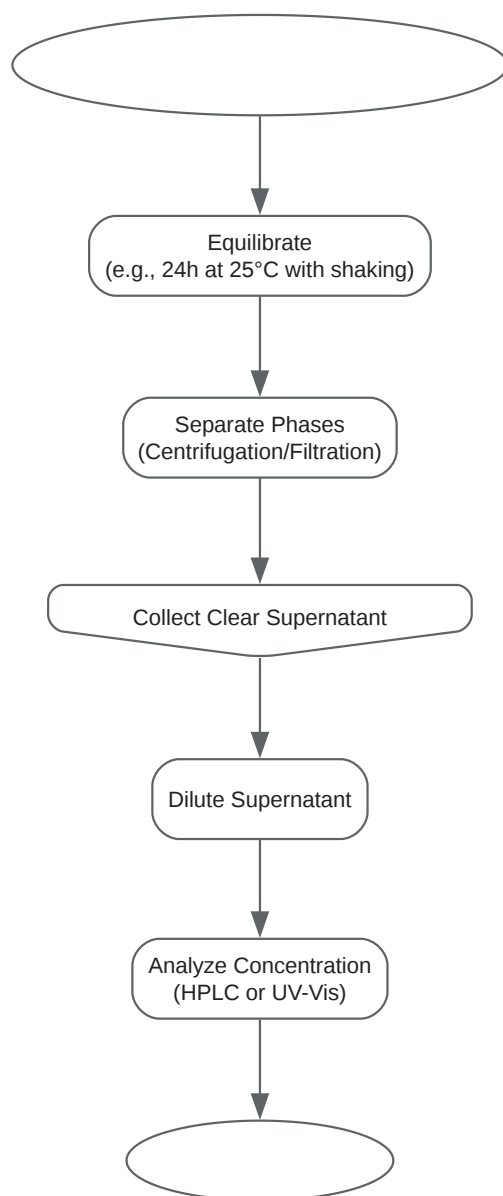 Equilibrate
(e.g., 24h at 25°C with shaking)
Separate Phases
(Centrifugation/Filtration)
Collect Clear Supernatant
Dilute Supernatant
Analyze Concentration
(HPLC or UV-Vis)